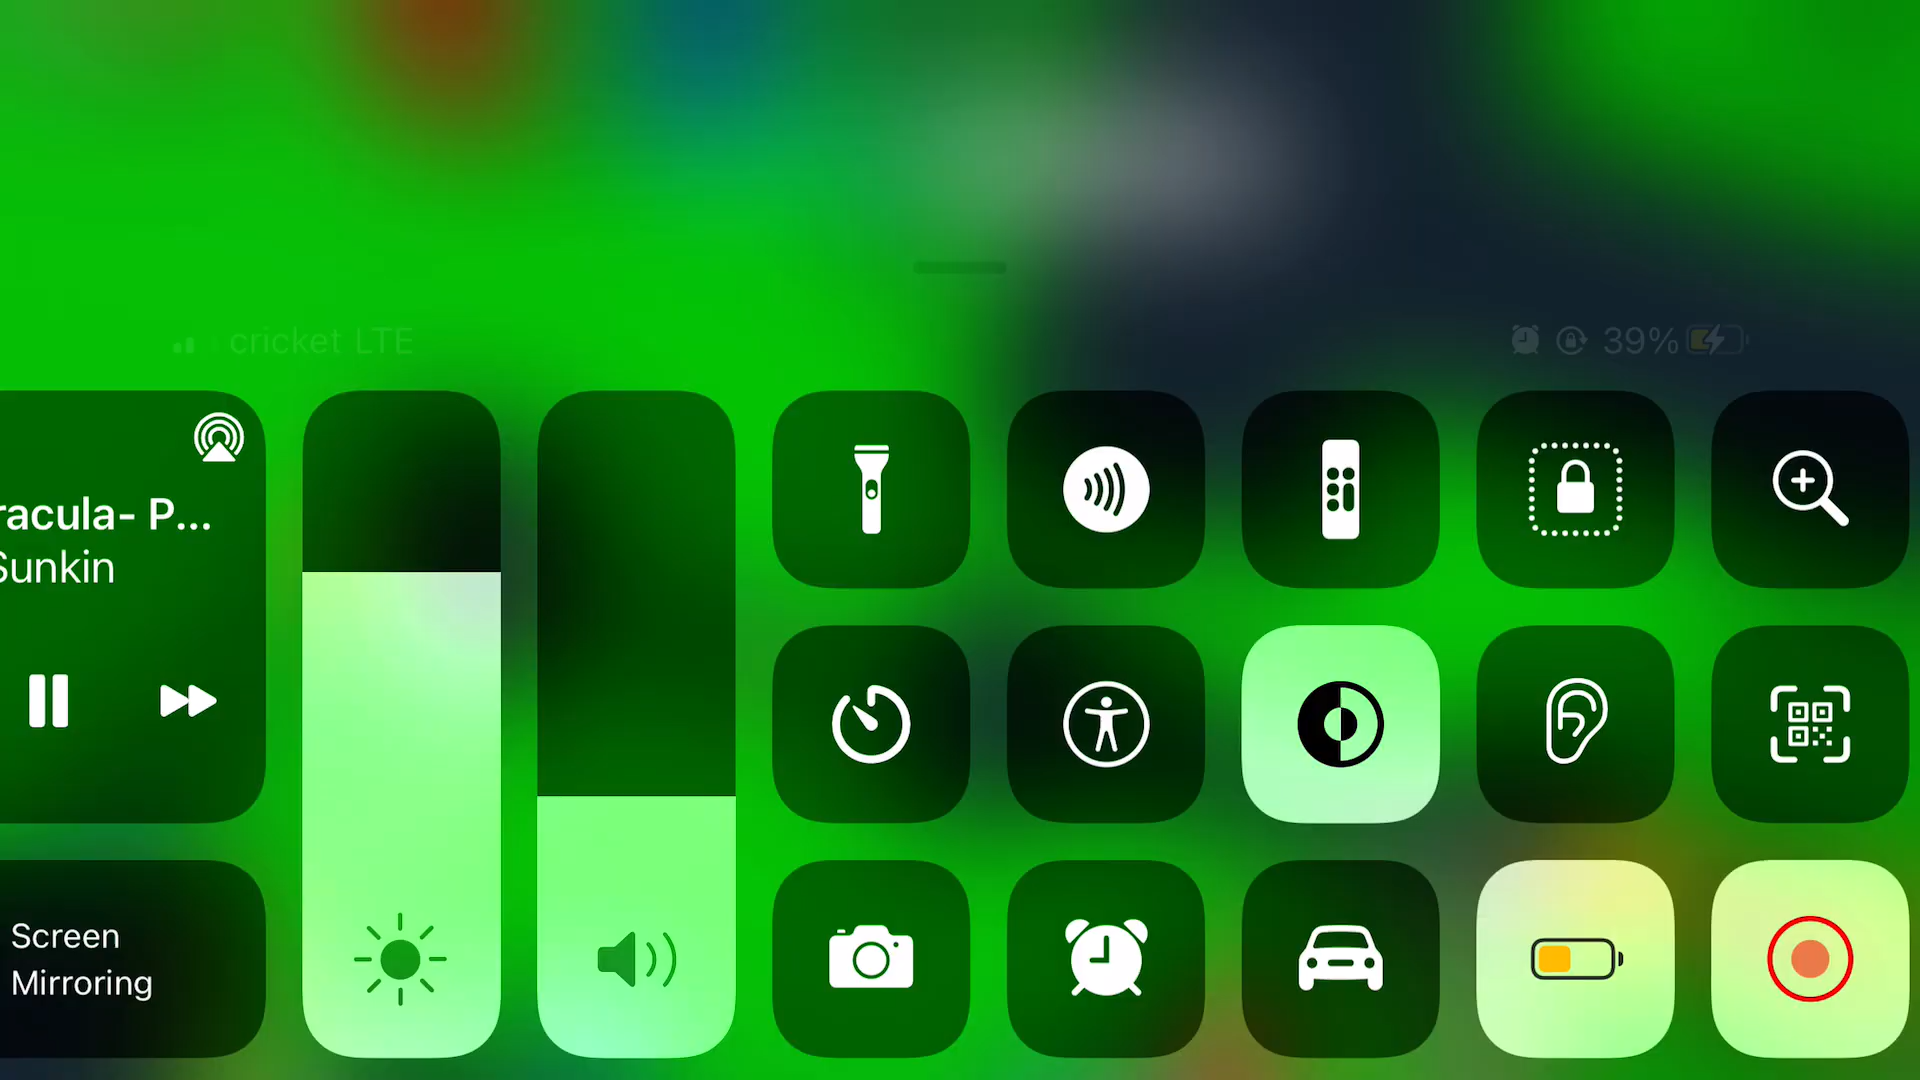 cricket LTE
39%
racula- P...
Sunkin
Screen
Mirroring